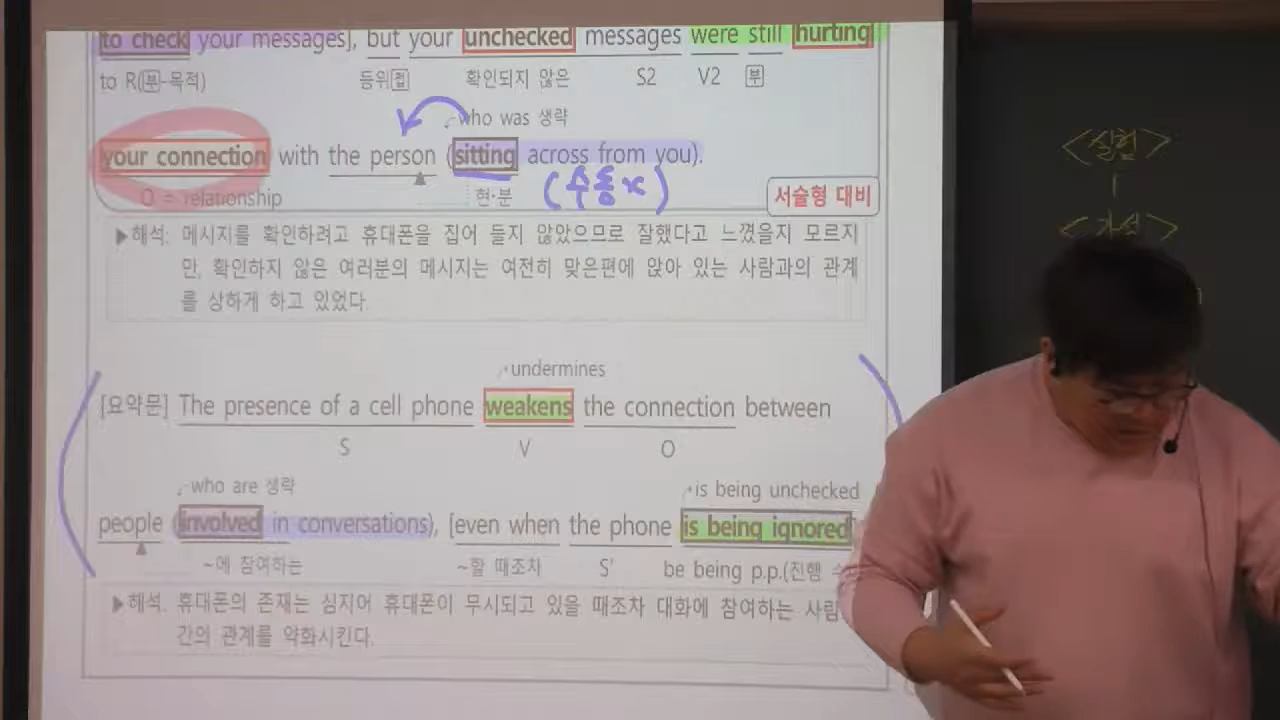 to check your messages], but your unchecked messages were still hurting
to R(부-목적) 등위접 확인되지 않은 S2 V2 부
who was 생략
your connection with the person (sitting across from you).
O = relationship 현·분 (수동x) 서술형 대비
▶해석: 메시지를 확인하려고 휴대폰을 집어 들지 않았으므로 잘했다고 느꼈을지 모르지
만, 확인하지 않은 여러분의 메시지는 여전히 맞은편에 앉아 있는 사람과의 관계
를 상하게 하고 있었다.
undermines
[요약문] The presence of a cell phone weakens the connection between
S V O
who are 생략 is being unchecked
people (involved in conversations), [even when the phone is being ignored
~에 참여하는 ~할 때조차 S' be being p.p.(진행
▶해석. 휴대폰의 존재는 심지어 휴대폰이 무시되고 있을 때조차 대화에 참여하는 사람
간의 관계를 약화시킨다.
<실험>